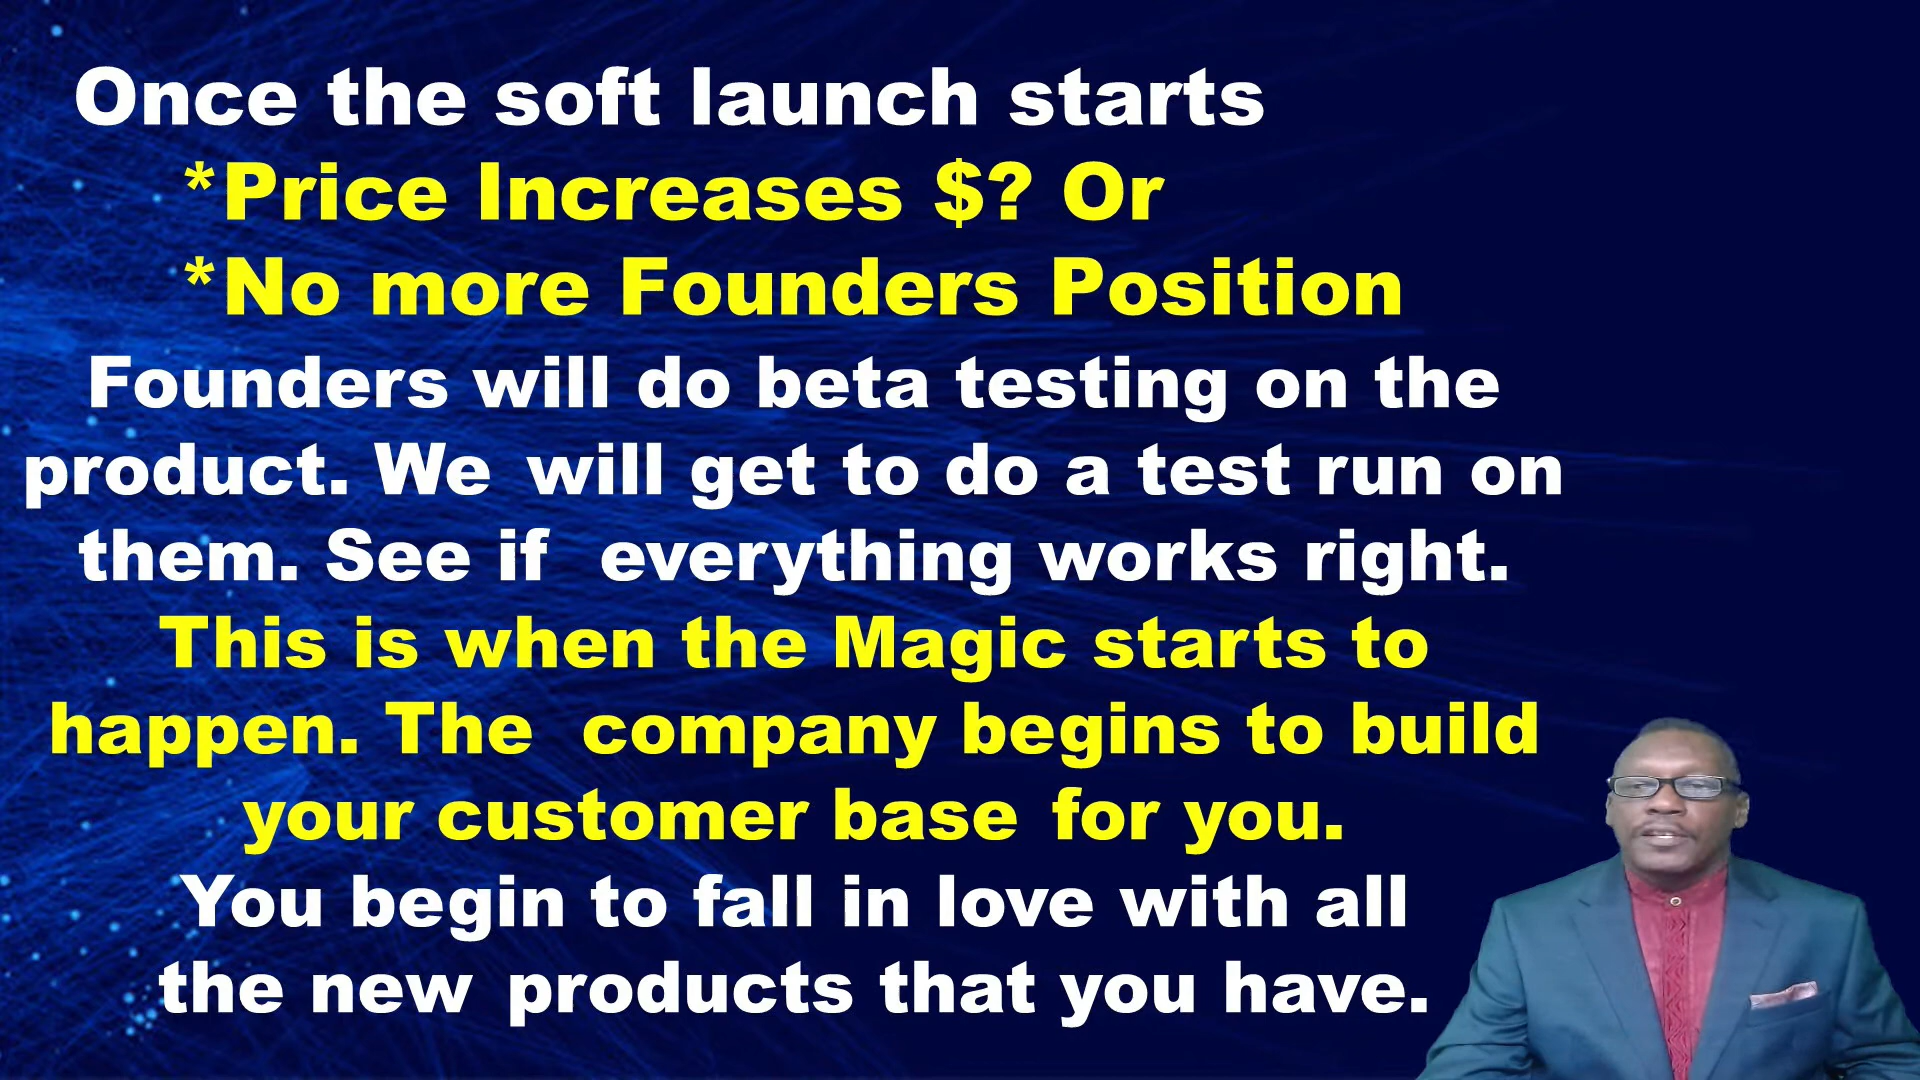 Once the soft launch starts
*Price Increases $? Or
*No more Founders Position
Founders will do beta testing on the
product. We will get to do a test run on
them. See if everything works right.
This is when the Magic starts to
happen. The company begins to build
your customer base for you.
You begin to fall in love with all
the new products that you have.